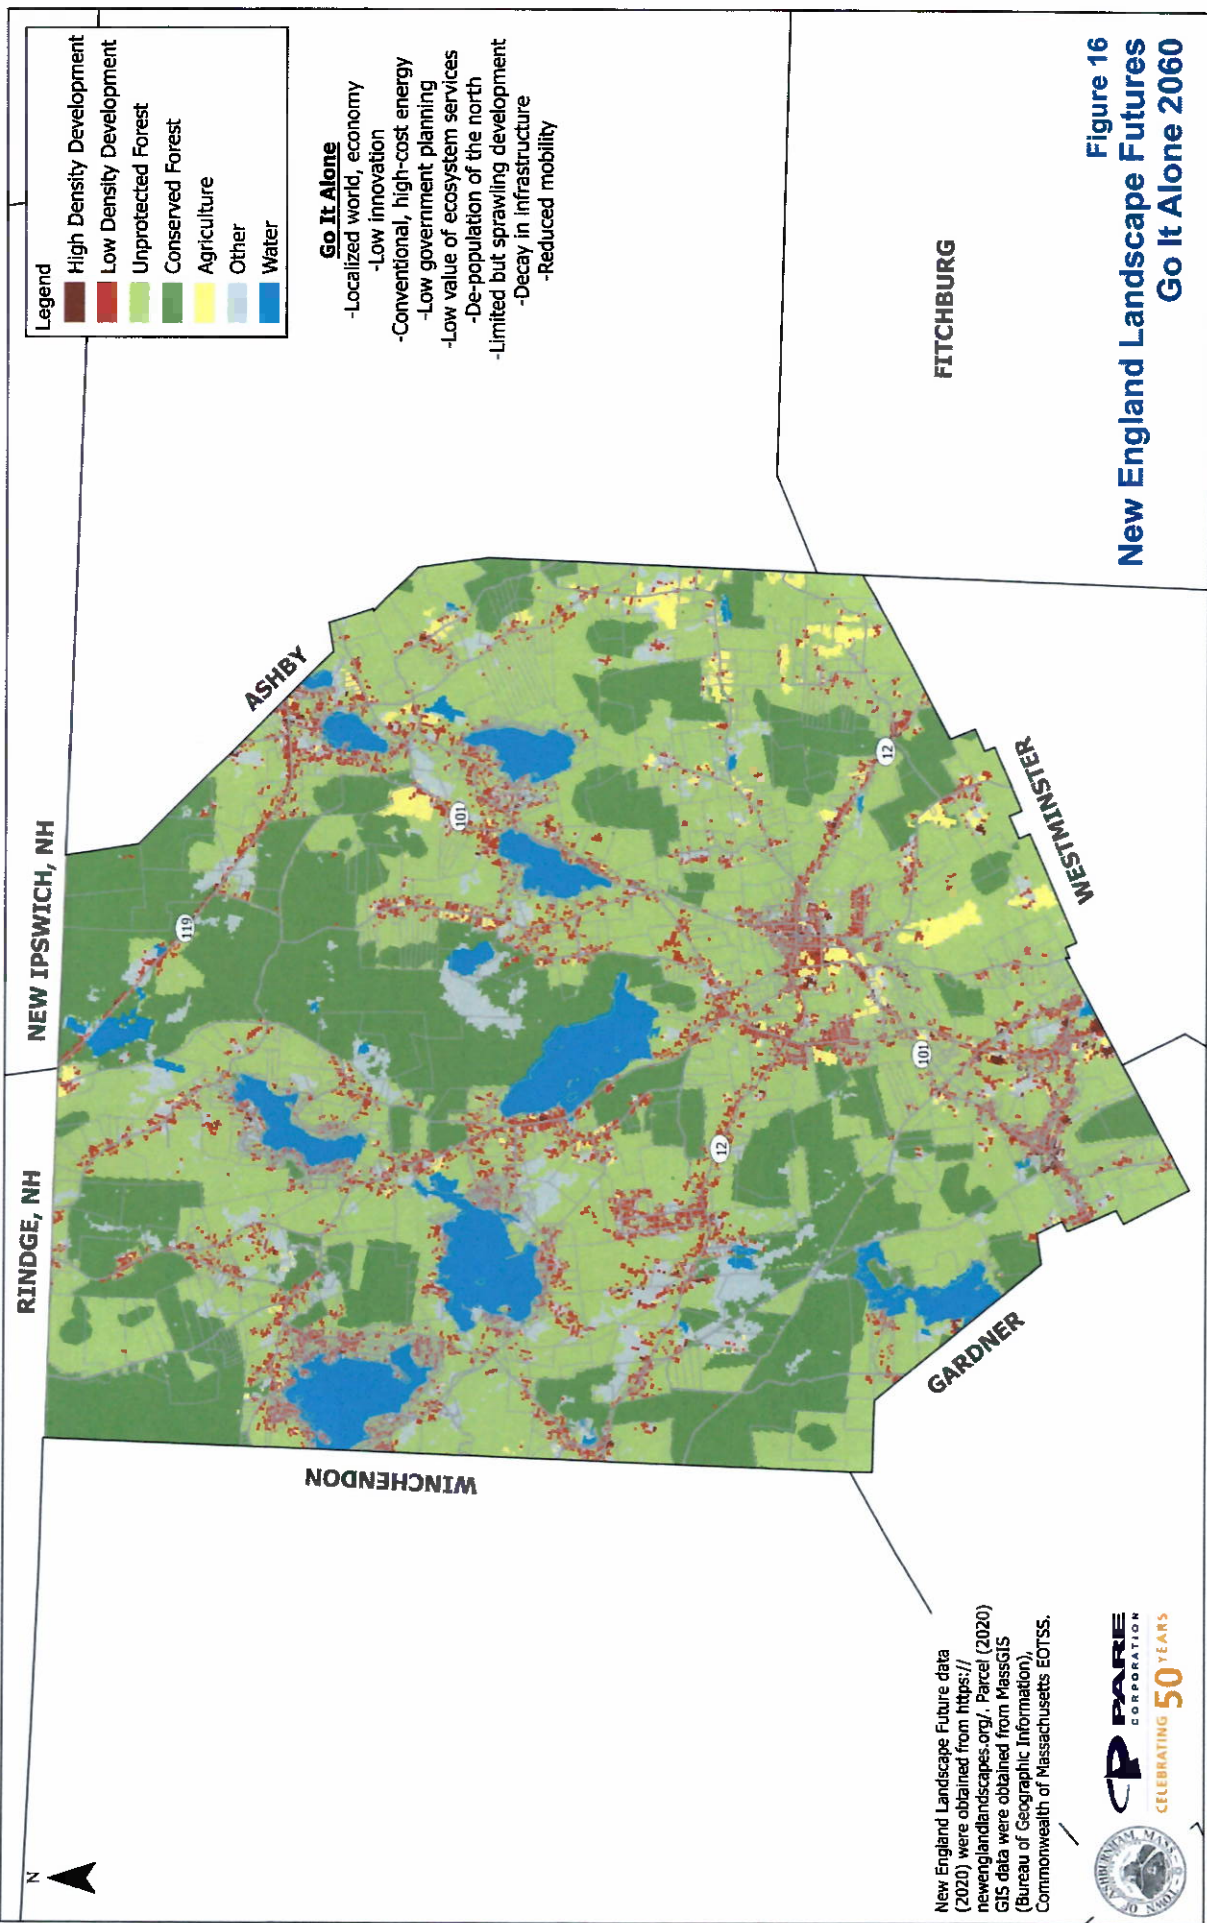 N
RINDGE, NH
NEW IPSWICH, NH
ASHBY
WINCHENDON
GARDNER
WESTMINSTER
FITCHBURG
119
101
12
12
101
Legend
High Density Development
Low Density Development
Unprotected Forest
Conserved Forest
Agriculture
Other
Water
Go It Alone
-Localized world, economy
-Low innovation
-Conventional, high-cost energy
-Low government planning
-Low value of ecosystem services
-De-population of the north
-Limited but sprawling development
-Decay in infrastructure
-Reduced mobility
New England Landscape Future data
(2020) were obtained from https://
newenglandlandscapes.org/. Parcel (2020)
GIS data were obtained from MassGIS
(Bureau of Geographic Information),
Commonwealth of Massachusetts EOTSS.
TOWN OF ASHBURNHAM, MASS.
CP PARE
CORPORATION
CELEBRATING 50 YEARS
Figure 16
New England Landscape Futures
Go It Alone 2060